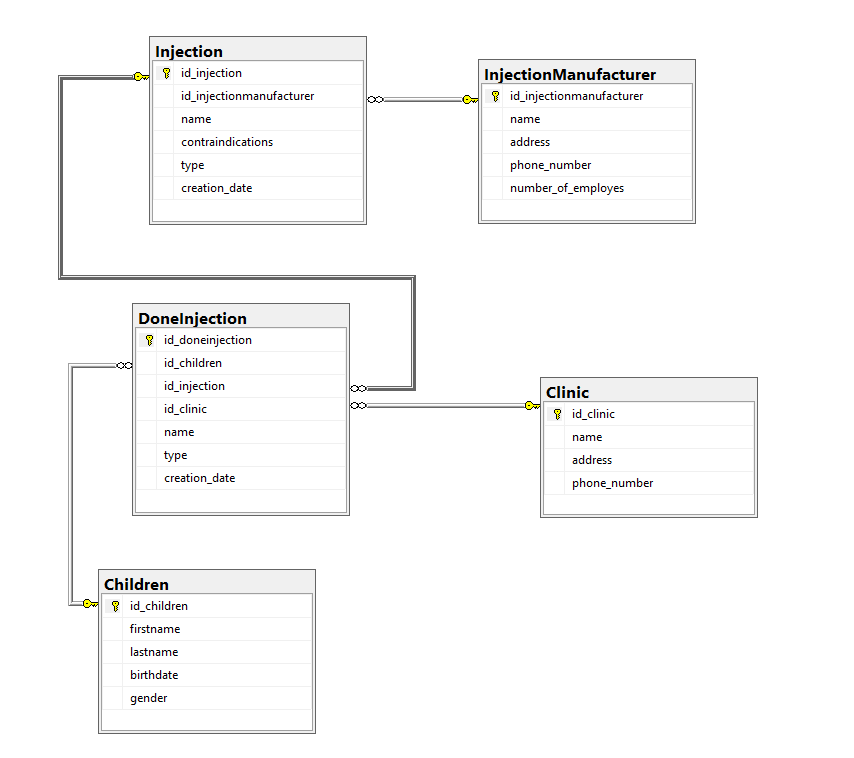 Injection
id_injection
id_injectionmanufacturer
name
contraindications
type
creation_date
InjectionManufacturer
id_injectionmanufacturer
name
address
phone_number
number_of_employes
DoneInjection
id_doneinjection
id_children
id_injection
id_clinic
name
type
creation_date
Clinic
id_clinic
name
address
phone_number
Children
id_children
firstname
lastname
birthdate
gender